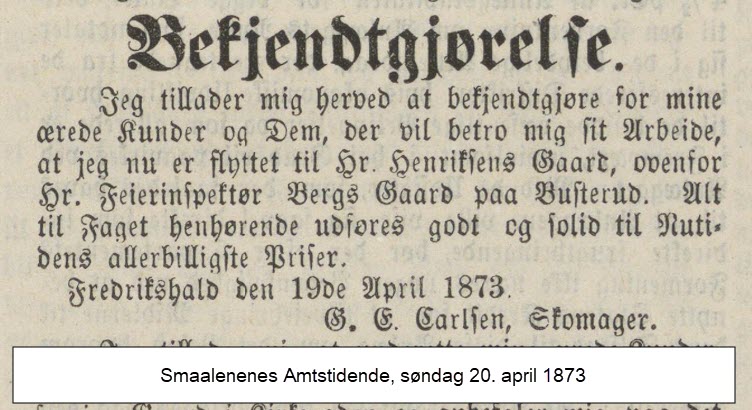 Bekjendtgjørelse.
Jeg tillader mig herved at bekjendtgjøre for mine
ærede Kunder og Dem, der vil betro mig sit Arbeide,
at jeg nu er flyttet til Hr. Henriksens Gaard, ovenfor
Hr. Feierinspektør Bergs Gaard paa Busterud. Alt
til Faget henhørende udføres godt og solid til Nuti-
dens allerbilligste Priser.
Fredrikshald den 19de April 1873.
G. E. Carlsen, Skomager.
Smaalenenes Amtstidende, søndag 20. april 1873